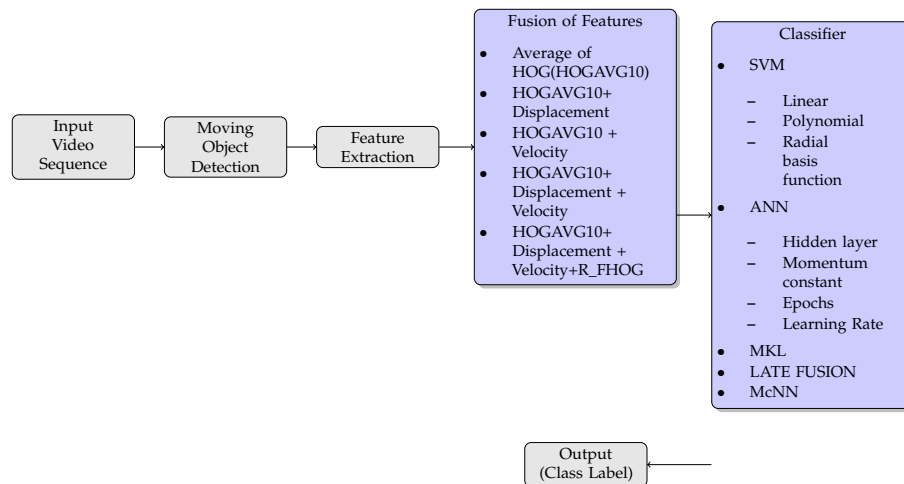 Input
Video
Sequence
Moving
Object
Detection
Feature
Extraction
Fusion of Features
• Average of
HOG(HOGAVG10)
• HOGAVG10+
Displacement
• HOGAVG10 +
Velocity
• HOGAVG10+
Displacement +
Velocity
• HOGAVG10+
Displacement +
Velocity+R_FHOG
Classifier
• SVM
– Linear
– Polynomial
– Radial
basis
function
• ANN
– Hidden layer
– Momentum
constant
– Epochs
– Learning Rate
• MKL
• LATE FUSION
• McNN
Output
(Class Label)